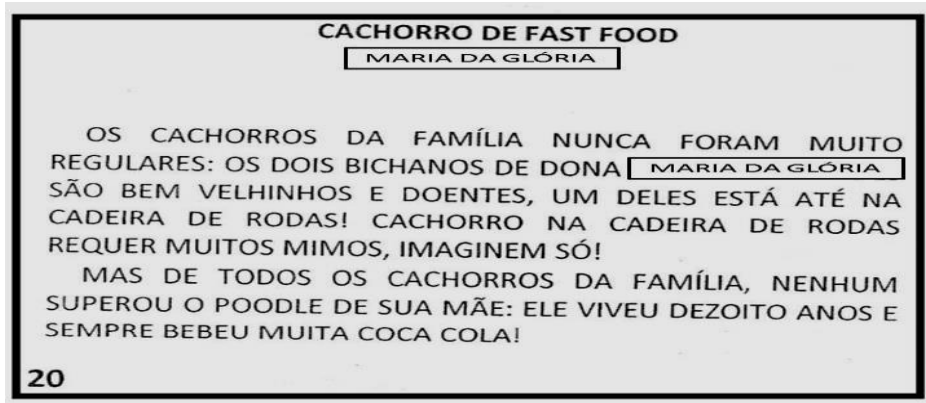 CACHORRO DE FAST FOOD
MARIA DA GLÓRIA
OS CACHORROS DA FAMÍLIA NUNCA FORAM MUITO
REGULARES: OS DOIS BICHANOS DE DONA MARIA DA GLÓRIA
SÃO BEM VELHINHOS E DOENTES, UM DELES ESTÁ ATÉ NA
CADEIRA DE RODAS! CACHORRO NA CADEIRA DE RODAS
REQUER MUITOS MIMOS, IMAGINEM SÓ!
MAS DE TODOS OS CACHORROS DA FAMÍLIA, NENHUM
SUPEROU O POODLE DE SUA MÃE: ELE VIVEU DEZOITO ANOS E
SEMPRE BEBEU MUITA COCA COLA!
20